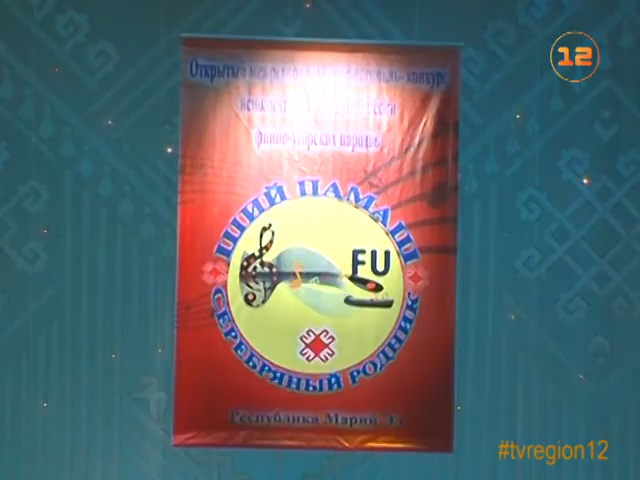 12
Открытый конкурс
финно-угорских народов
ШИЙ ПАМАШ
FU
СЕРЕБРЯНЫЙ РОДНИК
Республика Марий Эл
#tvregion12